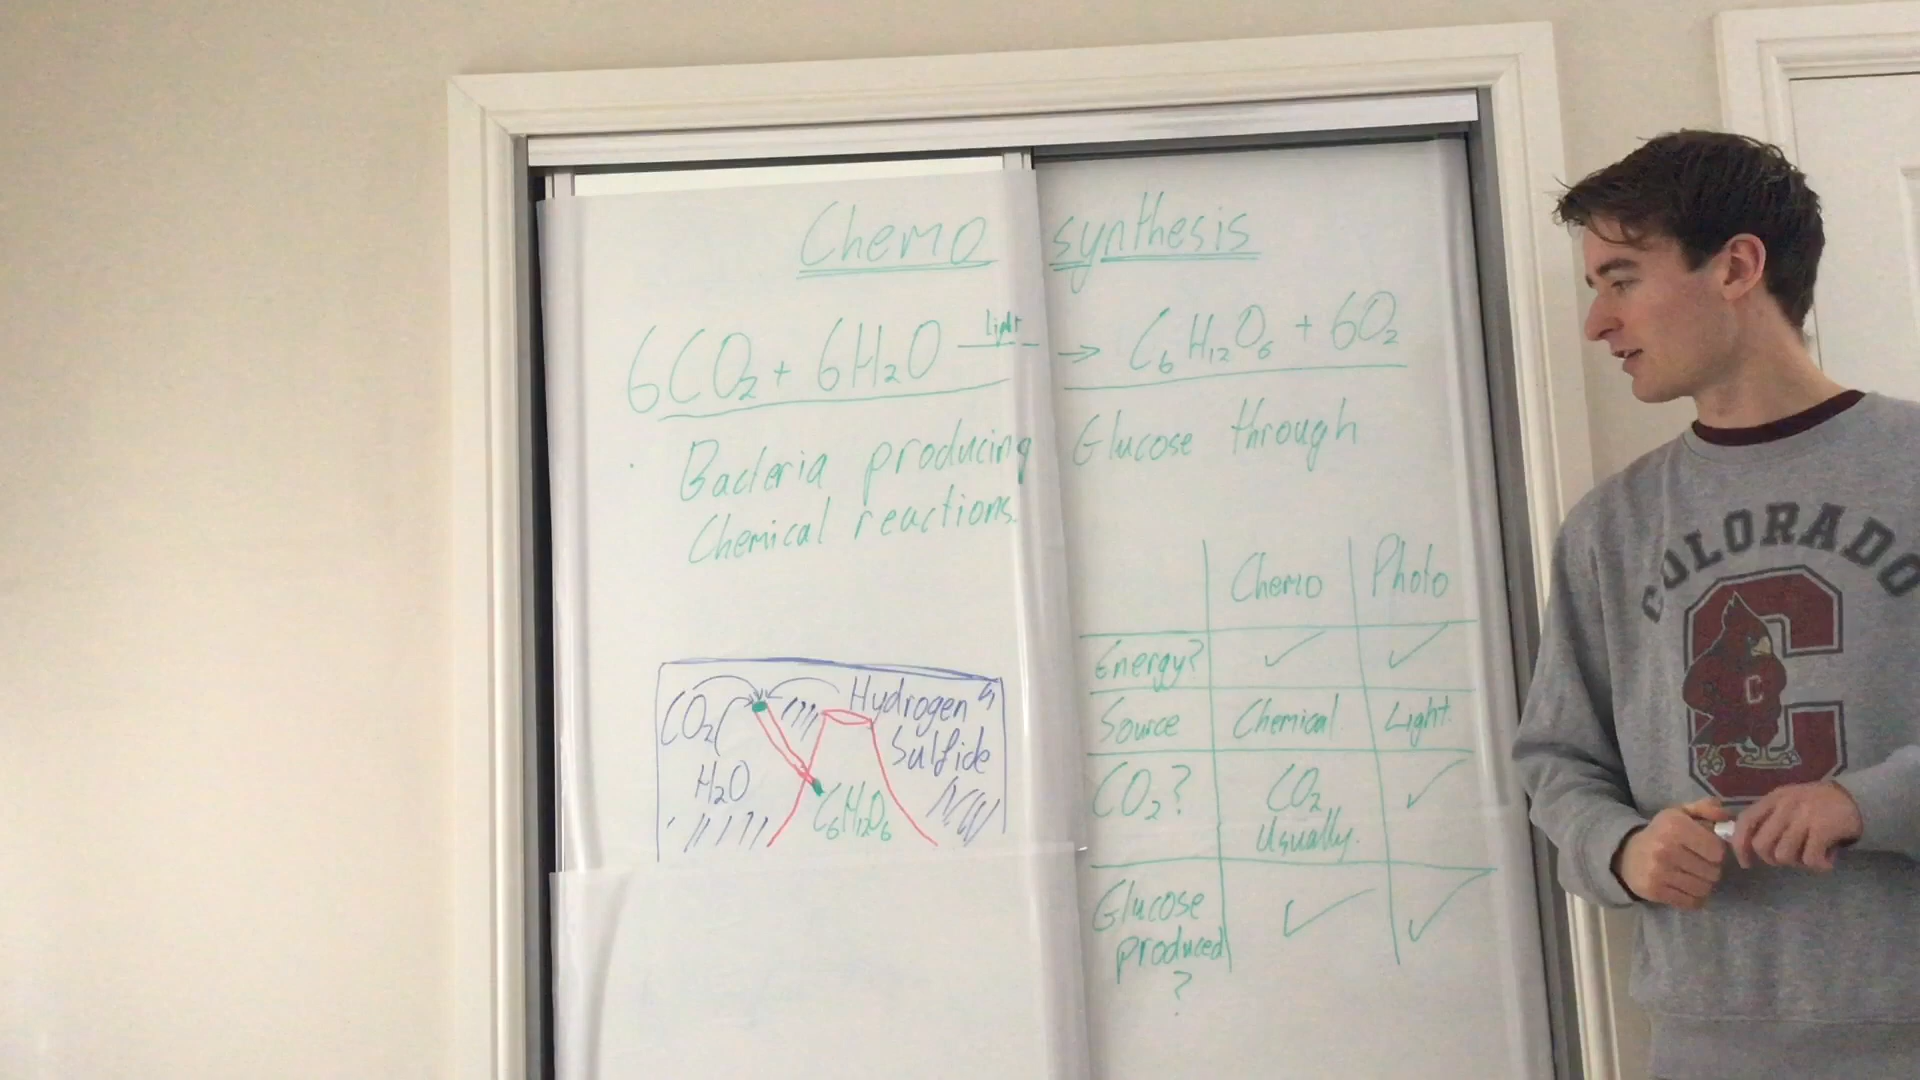 Chemo synthesis
6CO2 + 6H2O Light → C6H12O6 + 6O2
· Bacteria producing Glucose through
Chemical reactions.
Chemo Photo
Energy? ✓ ✓
Source Chemical Light
CO2? CO2 Usually. ✓
Glucose produced? ✓ ✓
CO2
H2O
Hydrogen
Sulfide
C6H12O6
COLORADO
C
C